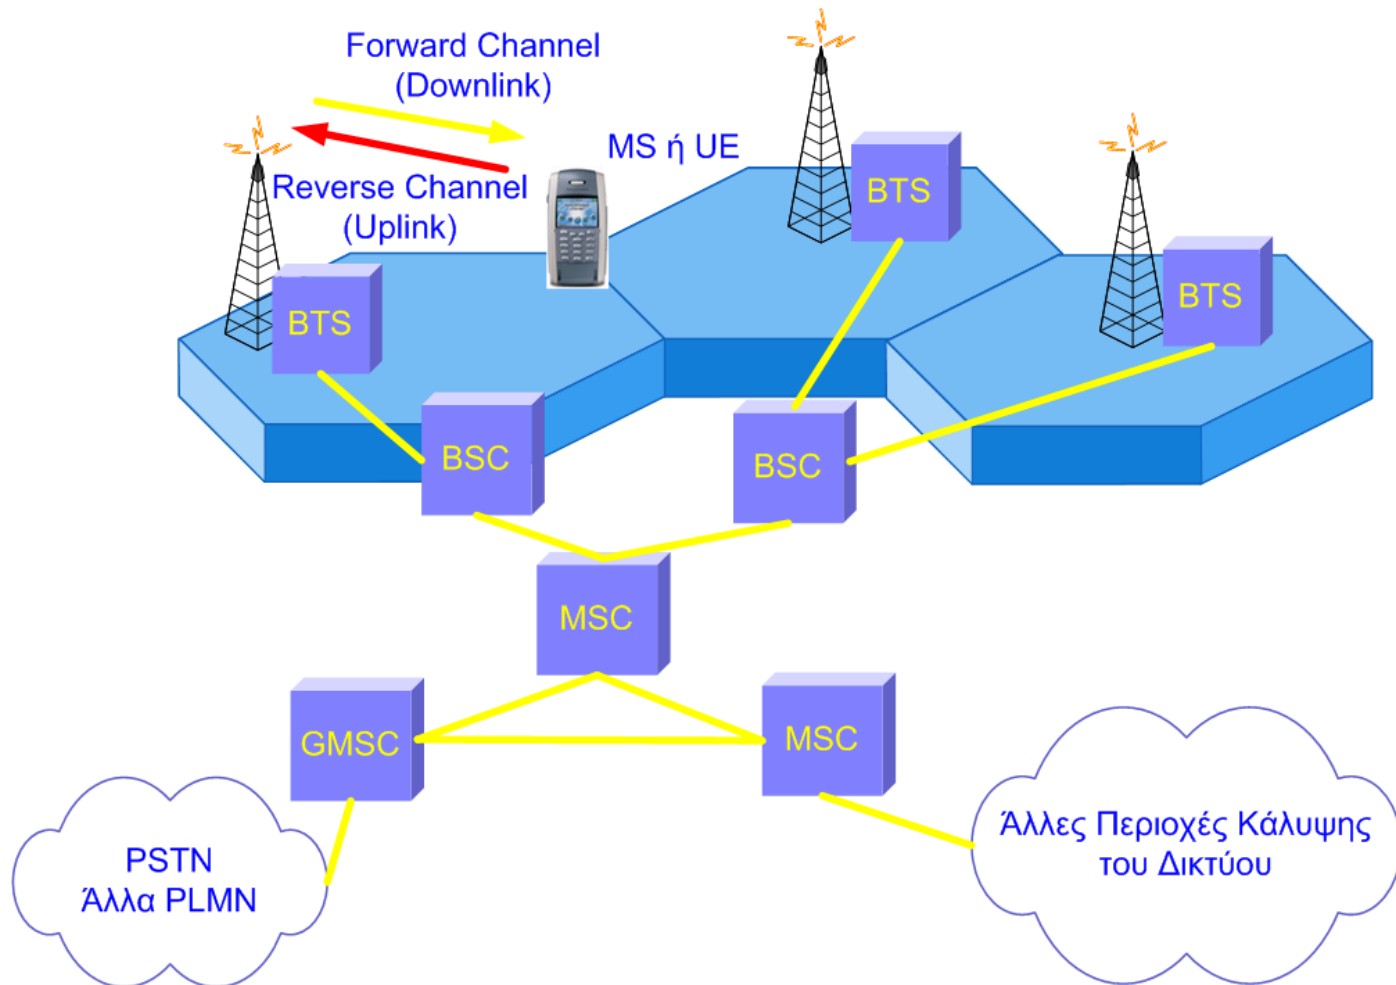 Forward Channel
(Downlink)
MS ή UE
Reverse Channel
(Uplink)
BTS
BTS
BTS
BSC
BSC
MSC
GMSC
MSC
PSTN
Άλλα PLMN
Άλλες Περιοχές Κάλυψης
του Δικτύου